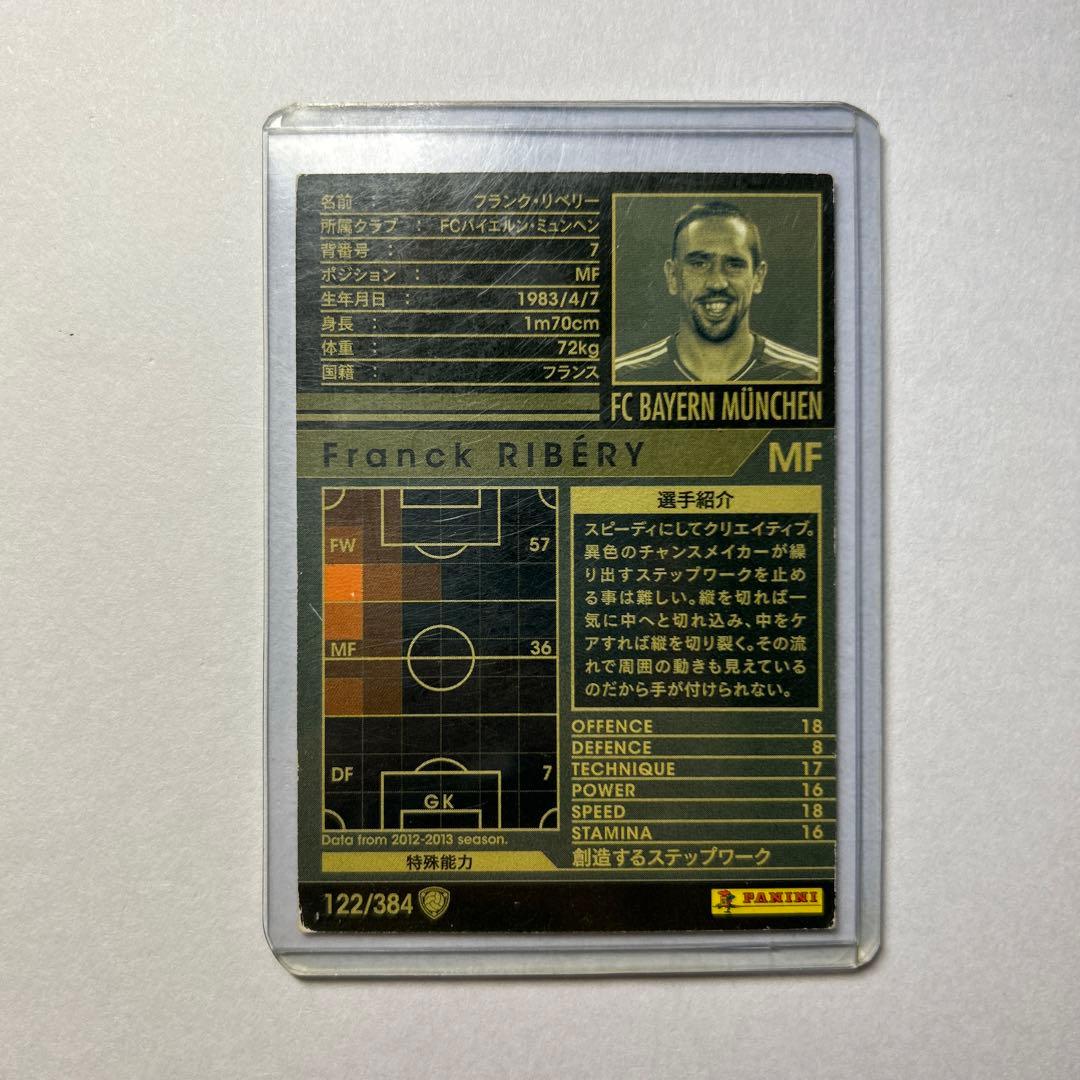 名前 : フランク・リベリー
所属クラブ : FCバイエルン・ミュンヘン
背番号 : 7
ポジション : MF
生年月日 : 1983/4/7
身長 : 1m70cm
体重 : 72kg
国籍 : フランス
FC BAYERN MÜNCHEN
Franck RIBÉRY MF
FW 57
MF 36
DF 7
GK
Data from 2012-2013 season.
選手紹介
スピーディにしてクリエイティブ。
異色のチャンスメイカーが繰
り出すステップワークを止め
る事は難しい。縦を切れば一
気に中へと切れ込み、中をケ
アすれば縦を切り裂く。その流
れで周囲の動きも見えている
のだから手が付けられない。
OFFENCE 18
DEFENCE 8
TECHNIQUE 17
POWER 16
SPEED 18
STAMINA 16
特殊能力 創造するステップワーク
122/384
PANINI